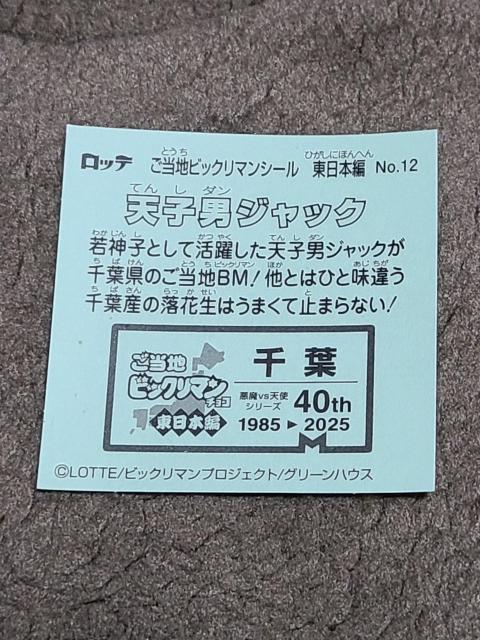 ロッテ ご当地ビックリマンシール 東日本編 No.12
天子男ジャック
若神子として活躍した天子男ジャックが
千葉県のご当地BM!他とはひと味違う
千葉産の落花生はうまくて止まらない!
ご当地
ビックリマン
チョコ
東日本編
千葉
悪魔vs天使
シリーズ
40th
1985▶2025
©LOTTE/ビックリマンプロジェクト/グリーンハウス